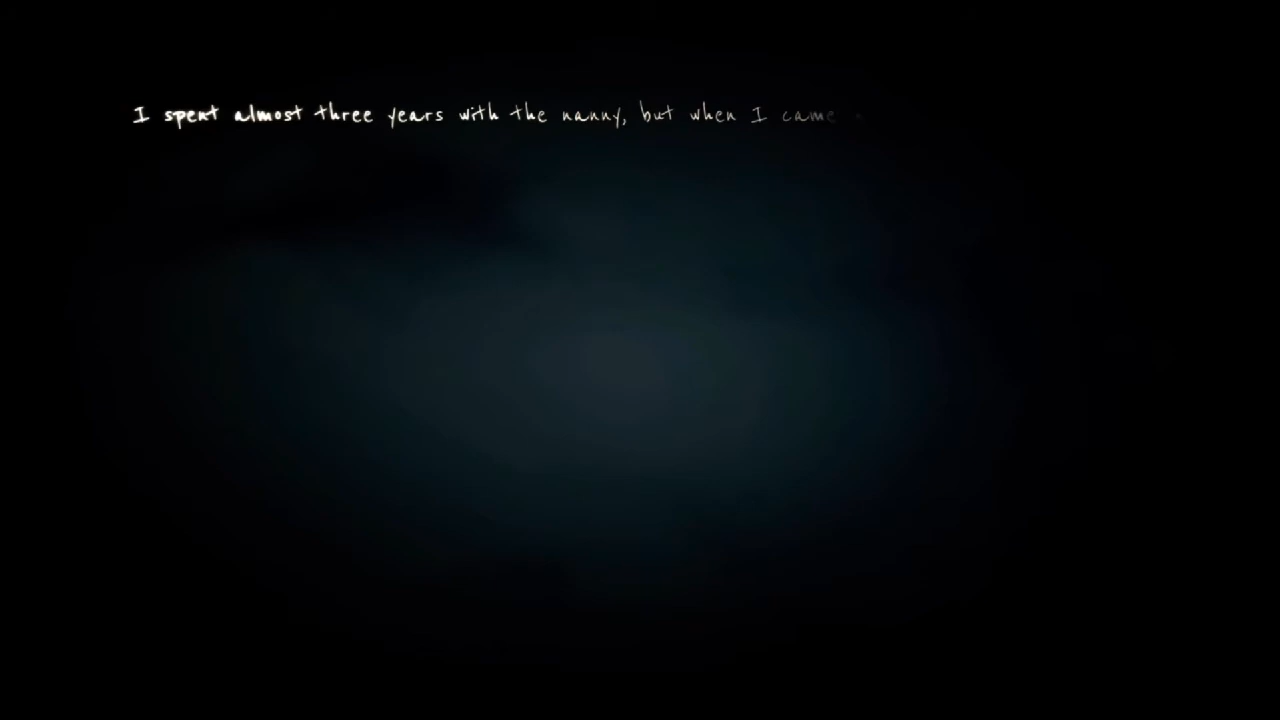 I spent almost three years with the nanny, but when I came